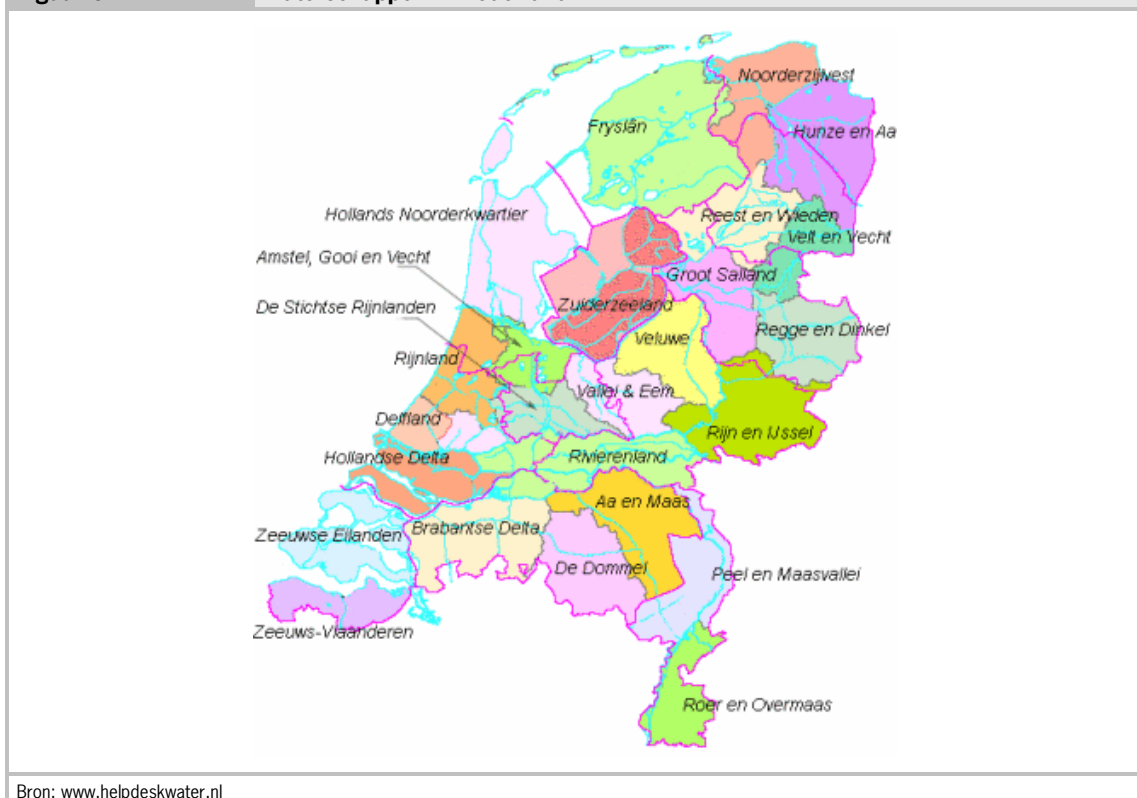 Noorderzijlvest
Fryslân
Hunze en Aa
Hollands Noorderkwartier
Reest en Wieden
Velt en Vecht
Amstel, Gooi en Vecht
Groot Salland
De Stichtse Rijnlanden
Zuiderzeeland
Regge en Dinkel
Veluwe
Rijnland
Vallei & Eem
Delfland
Rijn en IJssel
Hollandse Delta
Rivierenland
Aa en Maas
Brabantse Delta
Zeeuwse Eilanden
De Dommel
Peel en Maasvallei
Zeeuws-Vlaanderen
Roer en Overmaas
Bron: www.helpdeskwater.nl